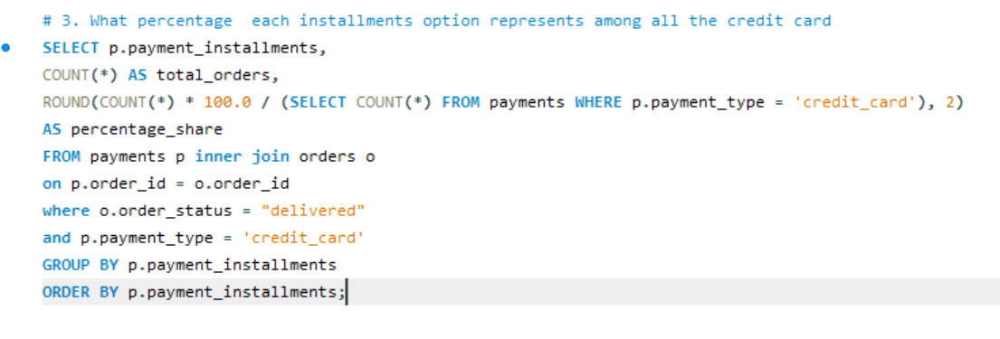 # 3. What percentage  each installments option represents among all the credit card
SELECT p.payment_installments,
COUNT(*) AS total_orders,
ROUND(COUNT(*) * 100.0 / (SELECT COUNT(*) FROM payments WHERE p.payment_type = 'credit_card'), 2)
AS percentage_share
FROM payments p inner join orders o
on p.order_id = o.order_id
where o.order_status = "delivered"
and p.payment_type = 'credit_card'
GROUP BY p.payment_installments
ORDER BY p.payment_installments;